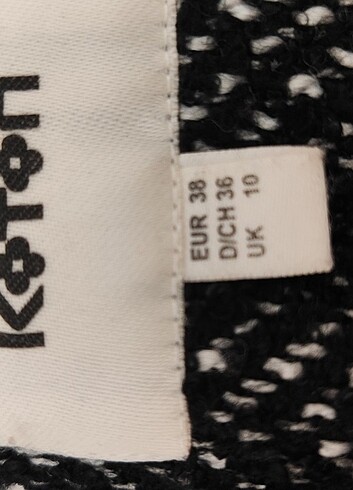 KOTON
EUR 38
D/CH 36
UK 10